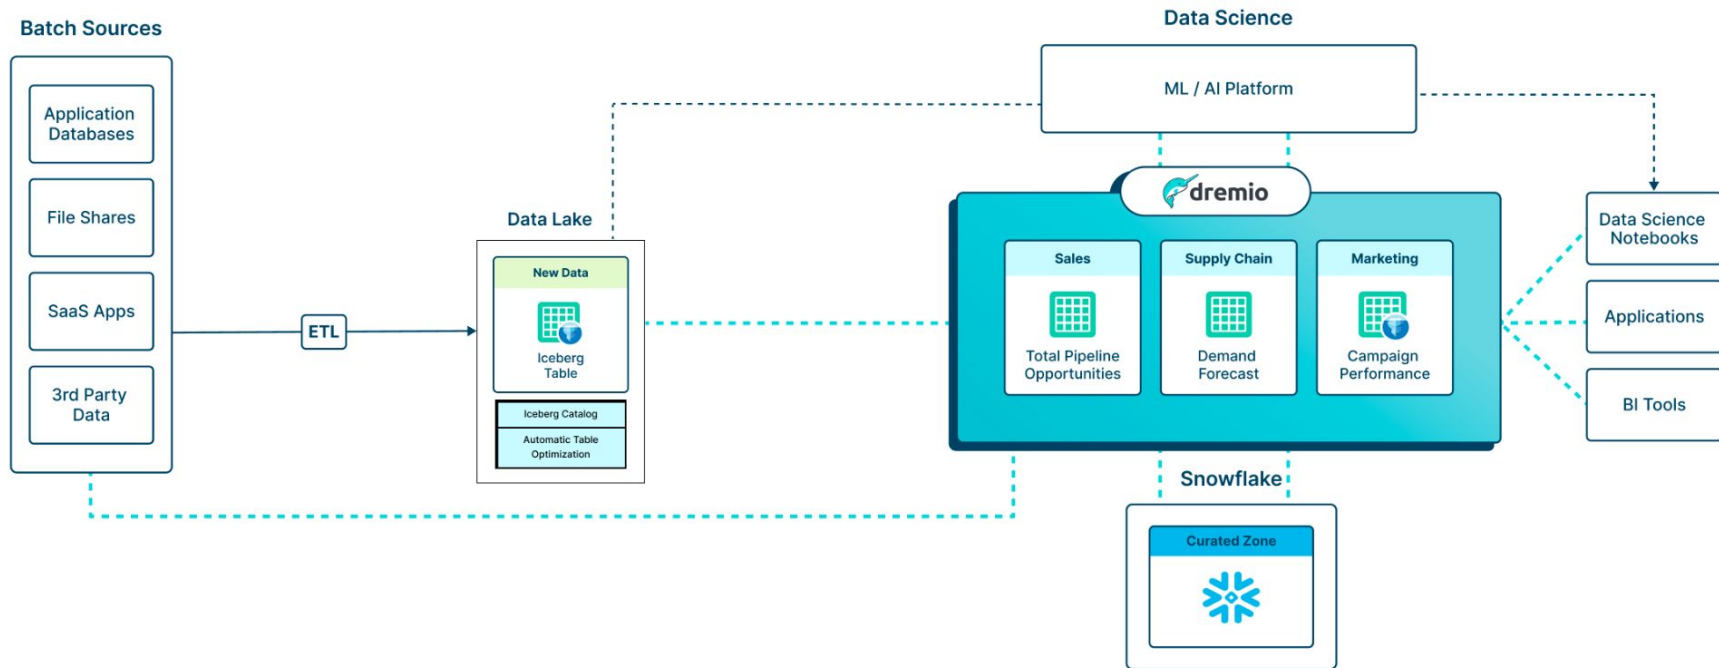 Batch Sources
Application
Databases
File Shares
SaaS Apps
3rd Party
Data
ETL
Data Lake
New Data
Iceberg
Table
Iceberg Catalog
Automatic Table
Optimization
Data Science
ML / AI Platform
dremio
Sales
Total Pipeline
Opportunities
Supply Chain
Demand
Forecast
Marketing
Campaign
Performance
Snowflake
Curated Zone
Data Science
Notebooks
Applications
BI Tools